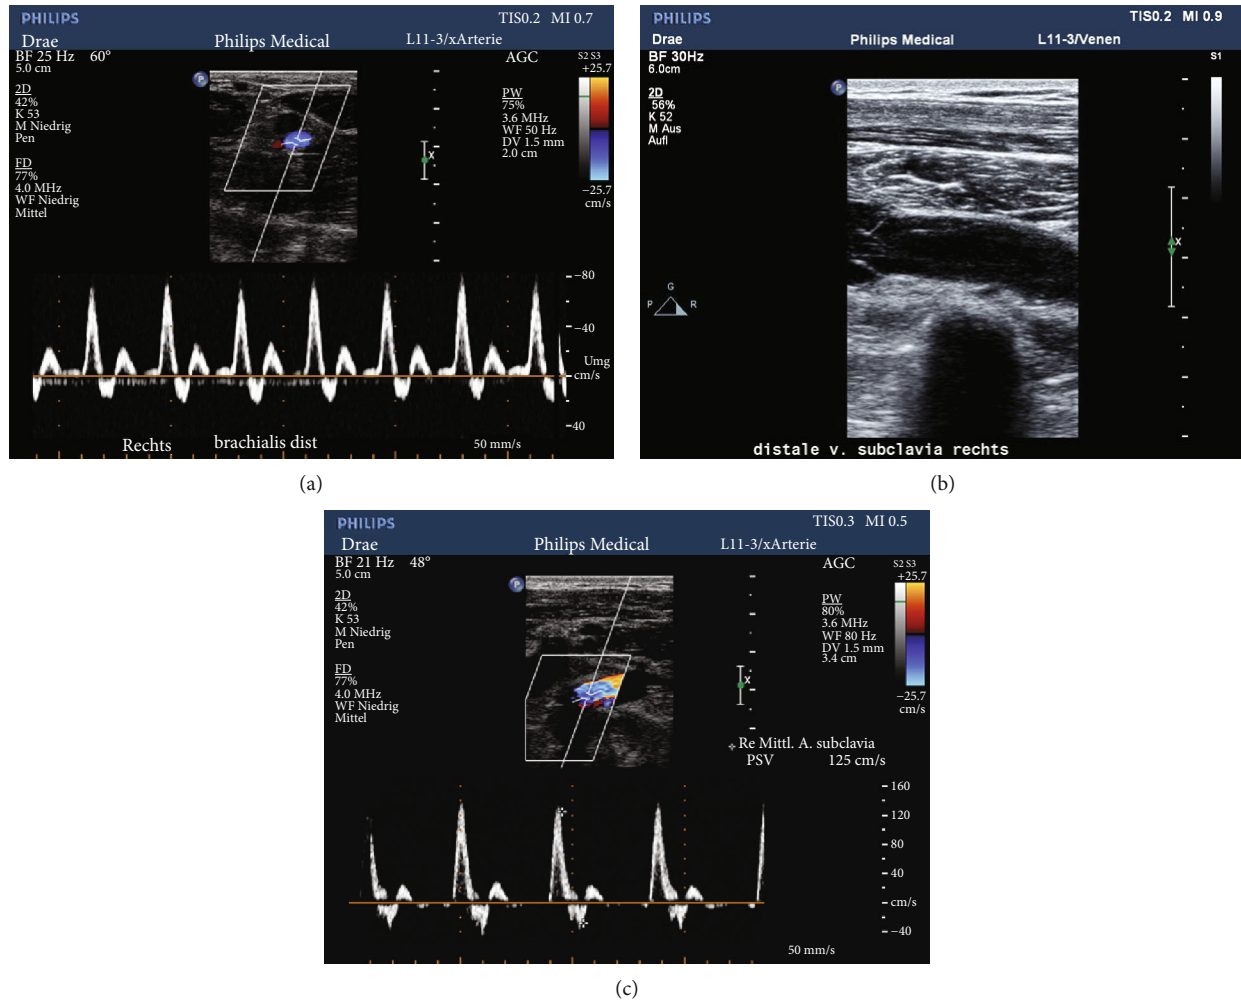 PHILIPS
TIS0.2 MI 0.7
Drae
Philips Medical
L11-3/xArterie
BF 25 Hz 60°
5.0 cm
AGC
S2 S3
+25.7
P
2D
42%
K 53
M Niedrig
Pen
PW
75%
3.6 MHz
WF 50 Hz
DV 1.5 mm
2.0 cm
x
FD
77%
4.0 MHz
WF Niedrig
Mittel
−25.7
cm/s
−80
−40
Umg
cm/s
40
Rechts
brachialis dist
50 mm/s
(a)
PHILIPS
TIS0.2 MI 0.9
Drae
Philips Medical
L11-3/Venen
BF 30Hz
6.0cm
S1
P
2D
56%
K 52
M Aus
Aufl
x
G
P
R
distale v. subclavia rechts
(b)
PHILIPS
TIS0.3 MI 0.5
Drae
Philips Medical
L11-3/xArterie
BF 21 Hz 48°
5.0 cm
AGC
S2 S3
+25.7
P
2D
42%
K 53
M Niedrig
Pen
PW
80%
3.6 MHz
WF 80 Hz
DV 1.5 mm
3.4 cm
x
FD
77%
4.0 MHz
WF Niedrig
Mittel
−25.7
cm/s
Re Mittl. A. subclavia
PSV 125 cm/s
160
120
80
40
cm/s
−40
50 mm/s
(c)